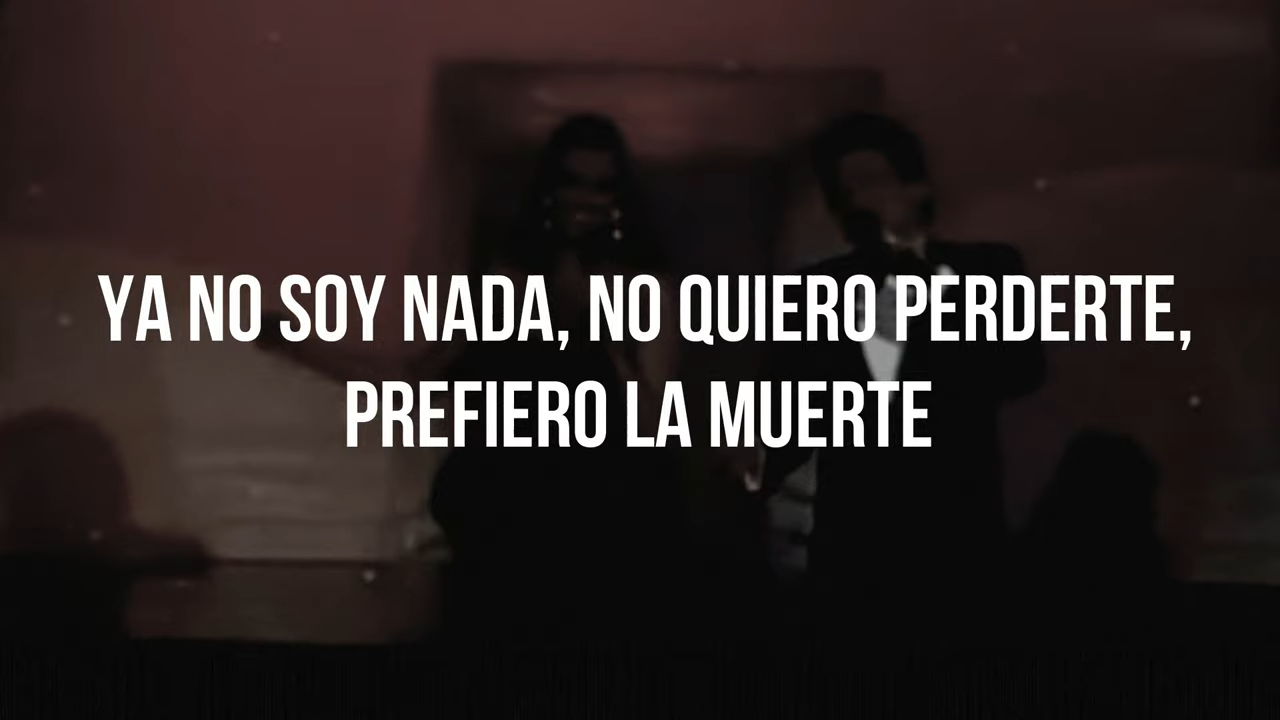 YA NO SOY NADA, NO QUIERO PERDERTE,
PREFIERO LA MUERTE